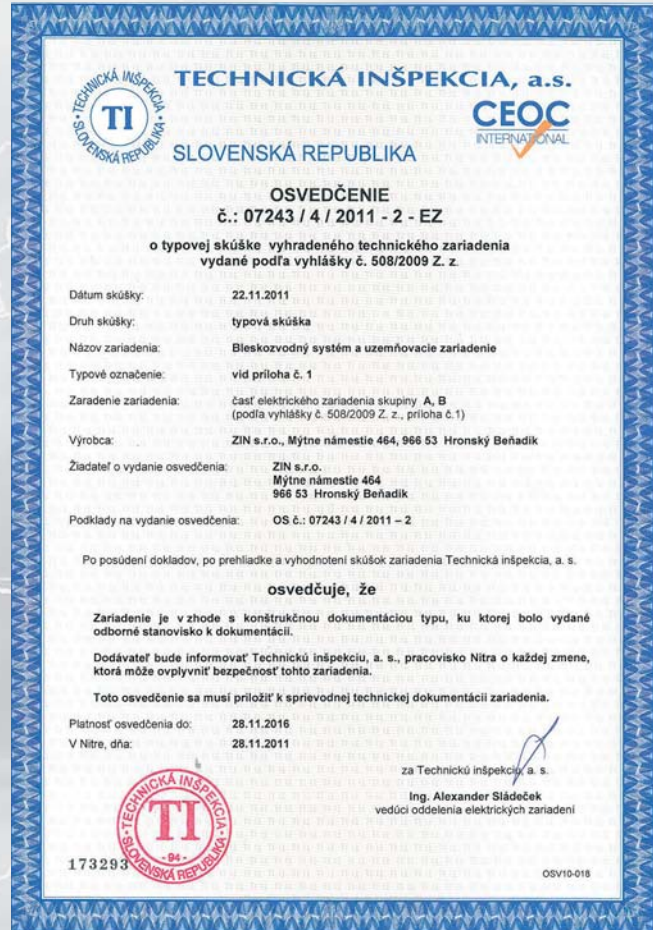 TECHNICKÁ INŠPEKCIA, a.s.
TECHNICKÁ INŠPEKCIA
TI
SLOVENSKÁ REPUBLIKA
CEOC
INTERNATIONAL
SLOVENSKÁ REPUBLIKA
OSVEDČENIE
č.: 07243 / 4 / 2011 - 2 - EZ
o typovej skúške vyhradeného technického zariadenia
vydané podľa vyhlášky č. 508/2009 Z. z.
Dátum skúšky: 22.11.2011
Druh skúšky: typová skúška
Názov zariadenia: Bleskozvodný systém a uzemňovacie zariadenie
Typové označenie: vid príloha č. 1
Zaradenie zariadenia: časť elektrického zariadenia skupiny A, B
(podľa vyhlášky č. 508/2009 Z. z., príloha č.1)
Výrobca: ZIN s.r.o., Mýtne námestie 464, 966 53 Hronský Beňadik
Žiadateľ o vydanie osvedčenia: ZIN s.r.o.
Mýtne námestie 464
966 53 Hronský Beňadik
Podklady na vydanie osvedčenia: OS č.: 07243 / 4 / 2011 – 2
Po posúdení dokladov, po prehliadke a vyhodnotení skúšok zariadenia Technická inšpekcia, a. s.
osvedčuje, že
Zariadenie je v zhode s konštrukčnou dokumentáciou typu, ku ktorej bolo vydané
odborné stanovisko k dokumentácii.
Dodávateľ bude informovať Technickú inšpekciu, a. s., pracovisko Nitra o každej zmene,
ktorá môže ovplyvniť bezpečnosť tohto zariadenia.
Toto osvedčenie sa musí priložiť k sprievodnej technickej dokumentácii zariadenia.
Platnosť osvedčenia do: 28.11.2016
V Nitre, dňa: 28.11.2011
za Technickú inšpekciu, a. s.
Ing. Alexander Sládeček
vedúci oddelenia elektrických zariadení
TECHNICKÁ INŠPEKCIA
TI
- 94 -
SLOVENSKÁ REPUBLIKA
173293
OSV10-018